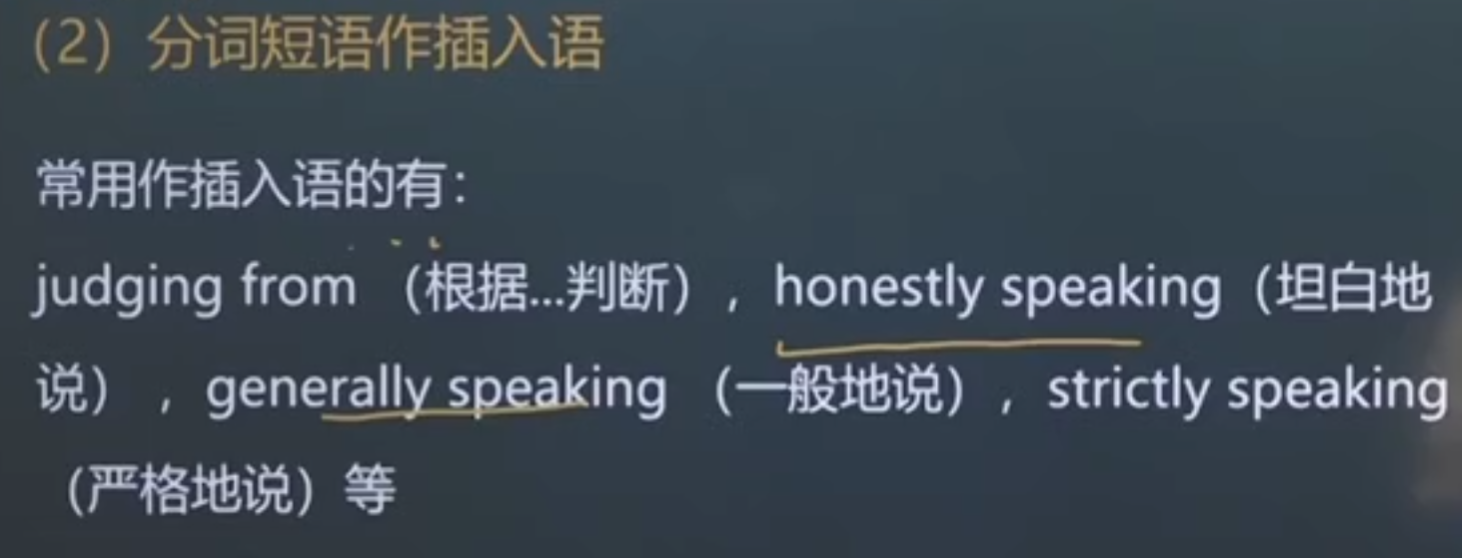 （2）分词短语作插入语
常用作插入语的有：
judging from （根据...判断），honestly speaking（坦白地
说），generally speaking （一般地说），strictly speaking
（严格地说）等